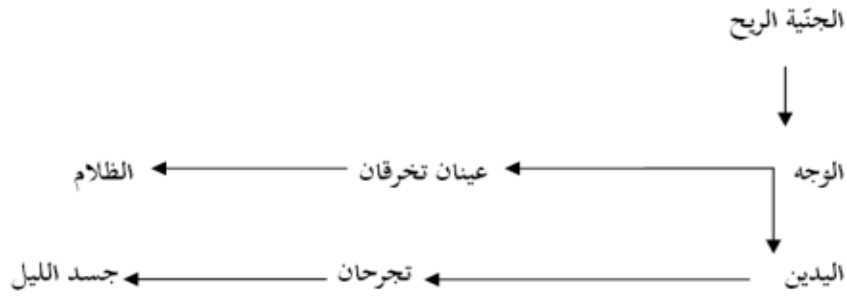 الجنّية الريح
الوجه عينان تخرقان الظلام
اليدين تجرحان جسد الليل